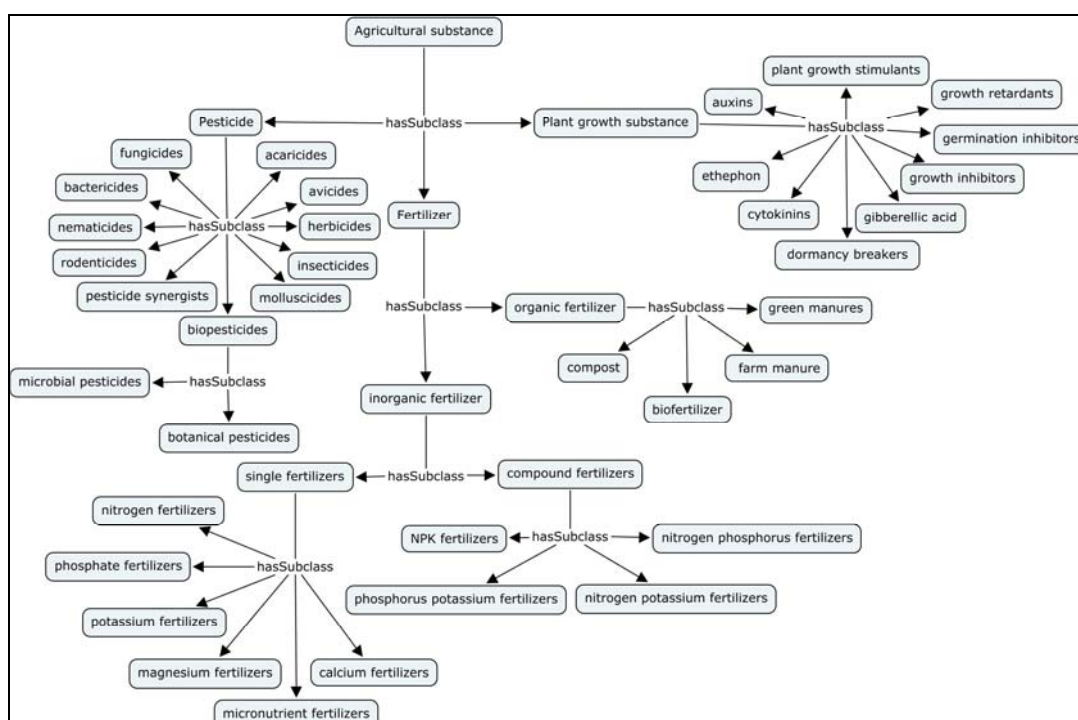 Agricultural substance
plant growth stimulants
growth retardants
auxins
Pesticide
hasSubclass
Plant growth substance
hasSubclass
germination inhibitors
fungicides
acaricides
ethephon
growth inhibitors
bactericides
avicides
cytokinins
gibberellic acid
Fertilizer
nematicides
hasSubclass
herbicides
dormancy breakers
rodenticides
insecticides
pesticide synergists
molluscicides
hasSubclass
organic fertilizer
hasSubclass
green manures
biopesticides
compost
farm manure
microbial pesticides
hasSubclass
inorganic fertilizer
biofertilizer
botanical pesticides
single fertilizers
hasSubclass
compound fertilizers
nitrogen fertilizers
NPK fertilizers
hasSubclass
nitrogen phosphorus fertilizers
phosphate fertilizers
hasSubclass
phosphorus potassium fertilizers
nitrogen potassium fertilizers
potassium fertilizers
magnesium fertilizers
calcium fertilizers
micronutrient fertilizers